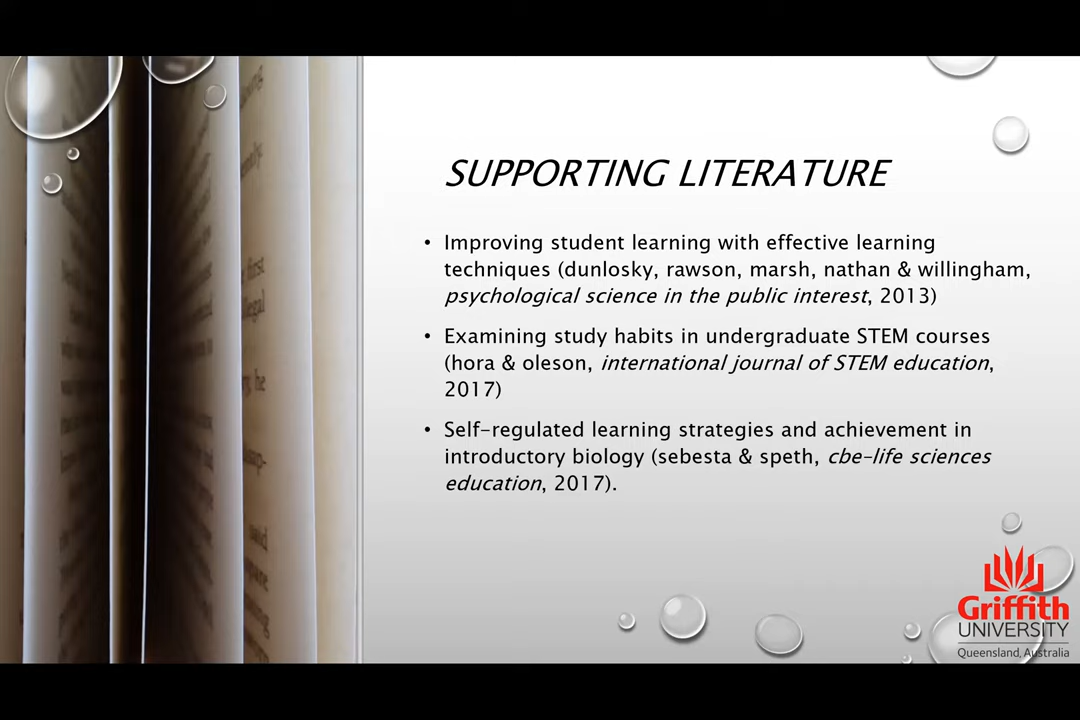 SUPPORTING LITERATURE
• Improving student learning with effective learning
techniques (dunlosky, rawson, marsh, nathan & willingham,
psychological science in the public interest, 2013)
• Examining study habits in undergraduate STEM courses
(hora & oleson, international journal of STEM education,
2017)
• Self-regulated learning strategies and achievement in
introductory biology (sebesta & speth, cbe-life sciences
education, 2017).
Griffith
UNIVERSITY
Queensland, Australia